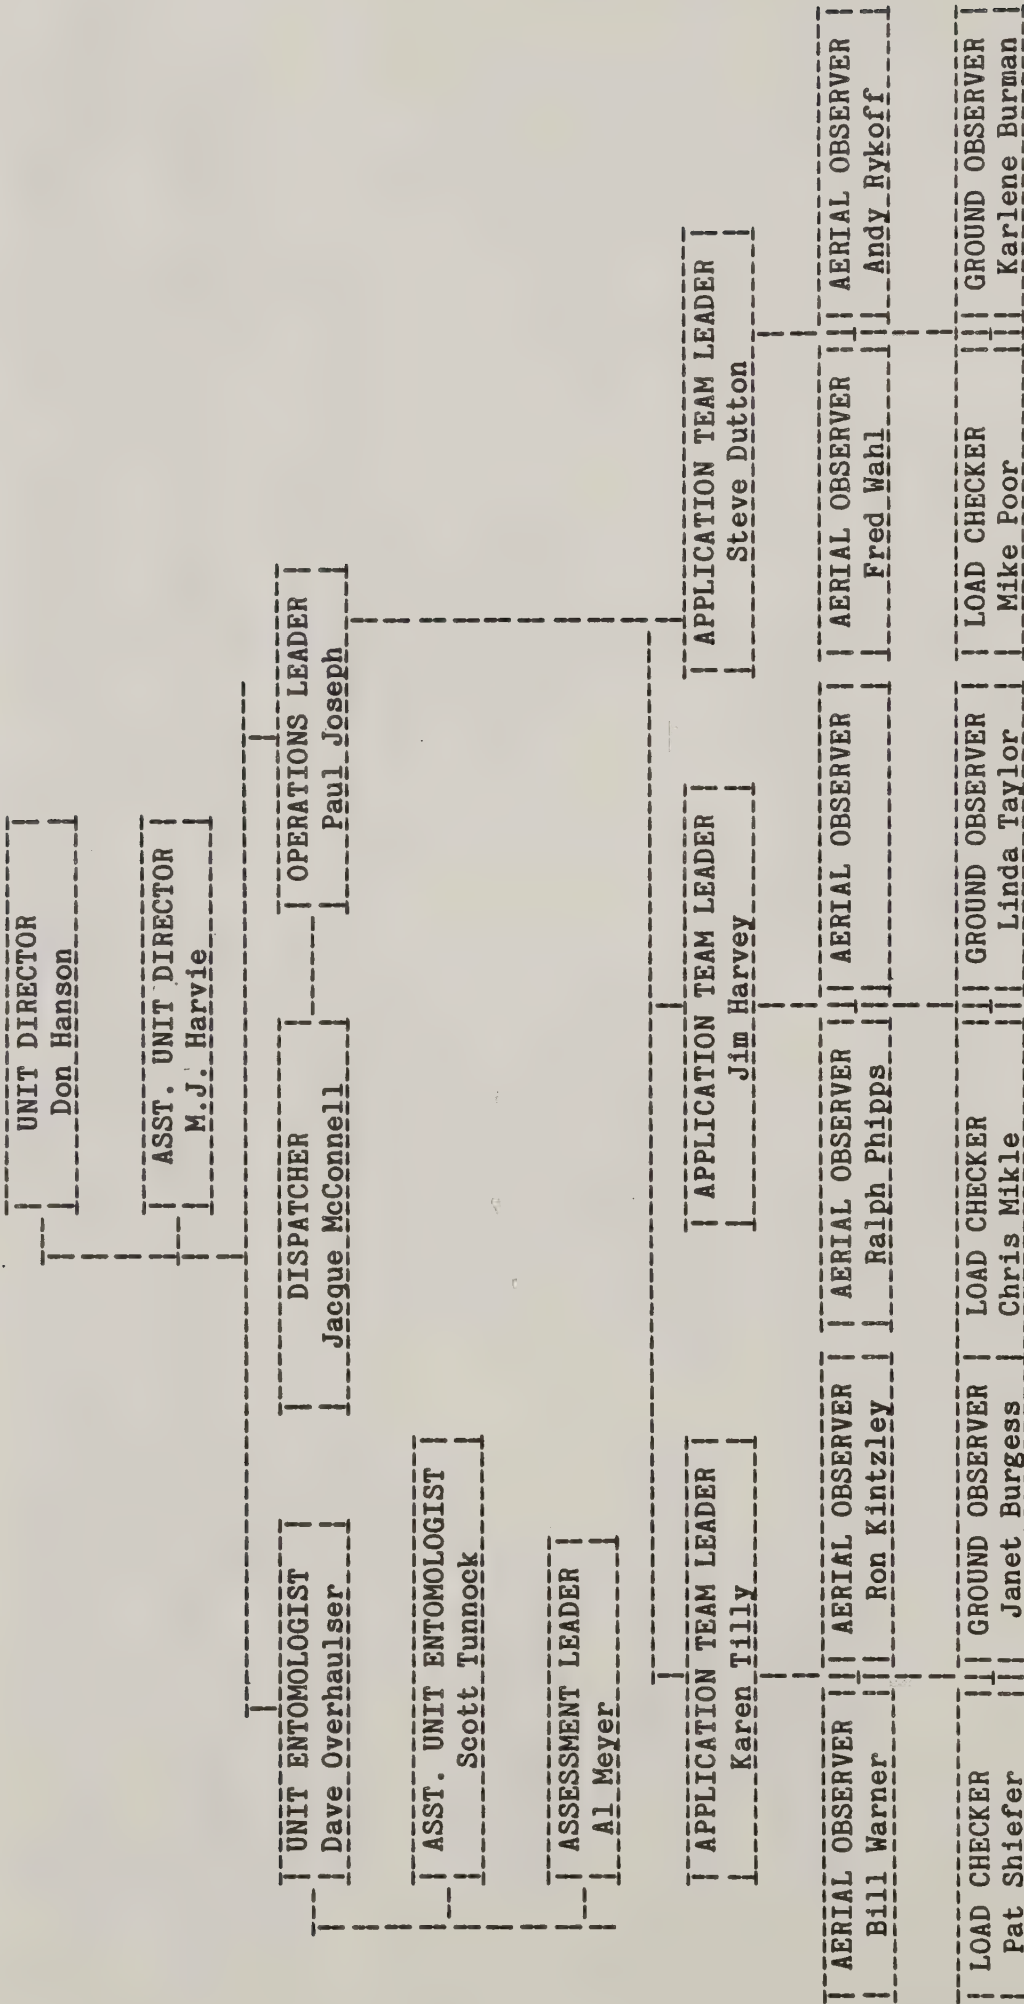 UNIT DIRECTOR
Don Hanson
ASST. UNIT DIRECTOR
M.J. Harvie
UNIT ENTOMOLOGIST
Dave Overhaulser
DISPATCHER
Jacque McConnell
OPERATIONS LEADER
Paul Joseph
ASST. UNIT ENTOMOLOGIST
Scott Tunnock
ASSESSMENT LEADER
Al Meyer
APPLICATION TEAM LEADER
Karen Tilly
APPLICATION TEAM LEADER
Jim Harvey
APPLICATION TEAM LEADER
Steve Dutton
AERIAL OBSERVER
Bill Warner
AERIAL OBSERVER
Ron Kintzley
AERIAL OBSERVER
Ralph Phipps
AERIAL OBSERVER
AERIAL OBSERVER
Fred Wahl
AERIAL OBSERVER
Andy Rykoff
LOAD CHECKER
Pat Shiefer
GROUND OBSERVER
Janet Burgess
LOAD CHECKER
Chris Mikle
GROUND OBSERVER
Linda Taylor
LOAD CHECKER
Mike Poor
GROUND OBSERVER
Karlene Burman